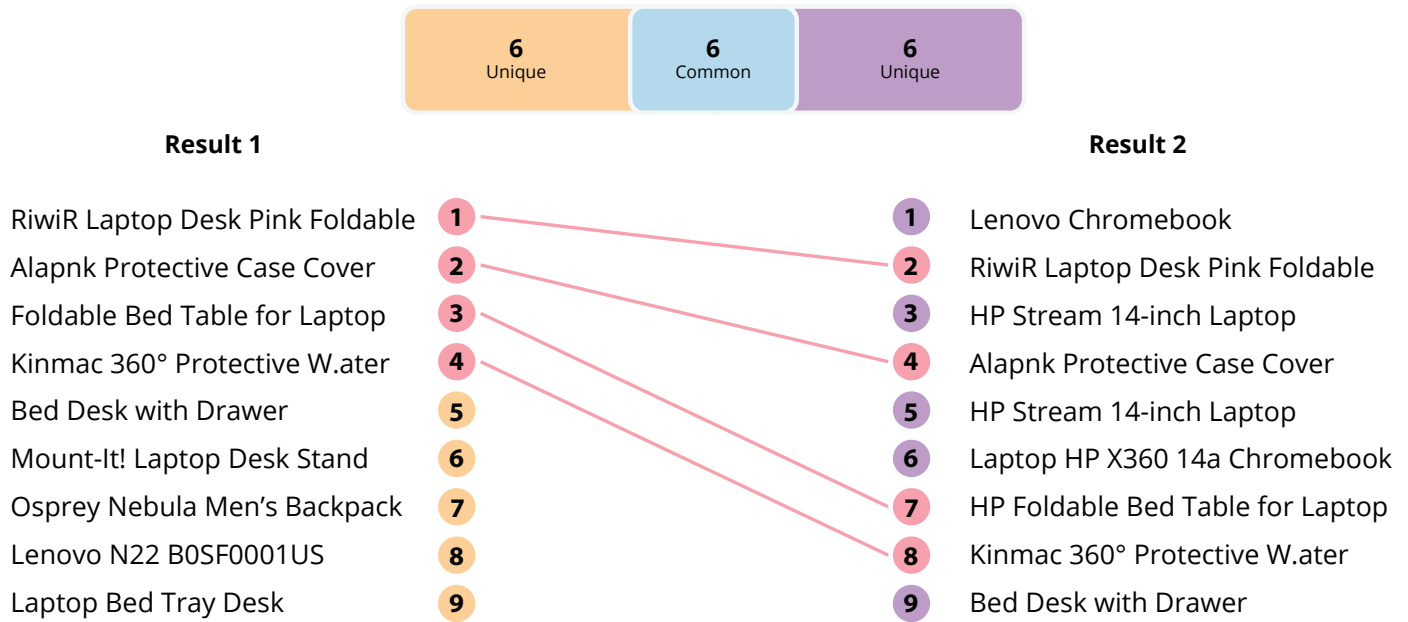 6
Unique
6
Common
6
Unique
Result 1
RiwiR Laptop Desk Pink Foldable 1
Alapnk Protective Case Cover 2
Foldable Bed Table for Laptop 3
Kinmac 360° Protective W.ater 4
Bed Desk with Drawer 5
Mount-It! Laptop Desk Stand 6
Osprey Nebula Men’s Backpack 7
Lenovo N22 B0SF0001US 8
Laptop Bed Tray Desk 9
Result 2
1 Lenovo Chromebook
2 RiwiR Laptop Desk Pink Foldable
3 HP Stream 14-inch Laptop
4 Alapnk Protective Case Cover
5 HP Stream 14-inch Laptop
6 Laptop HP X360 14a Chromebook
7 HP Foldable Bed Table for Laptop
8 Kinmac 360° Protective W.ater
9 Bed Desk with Drawer